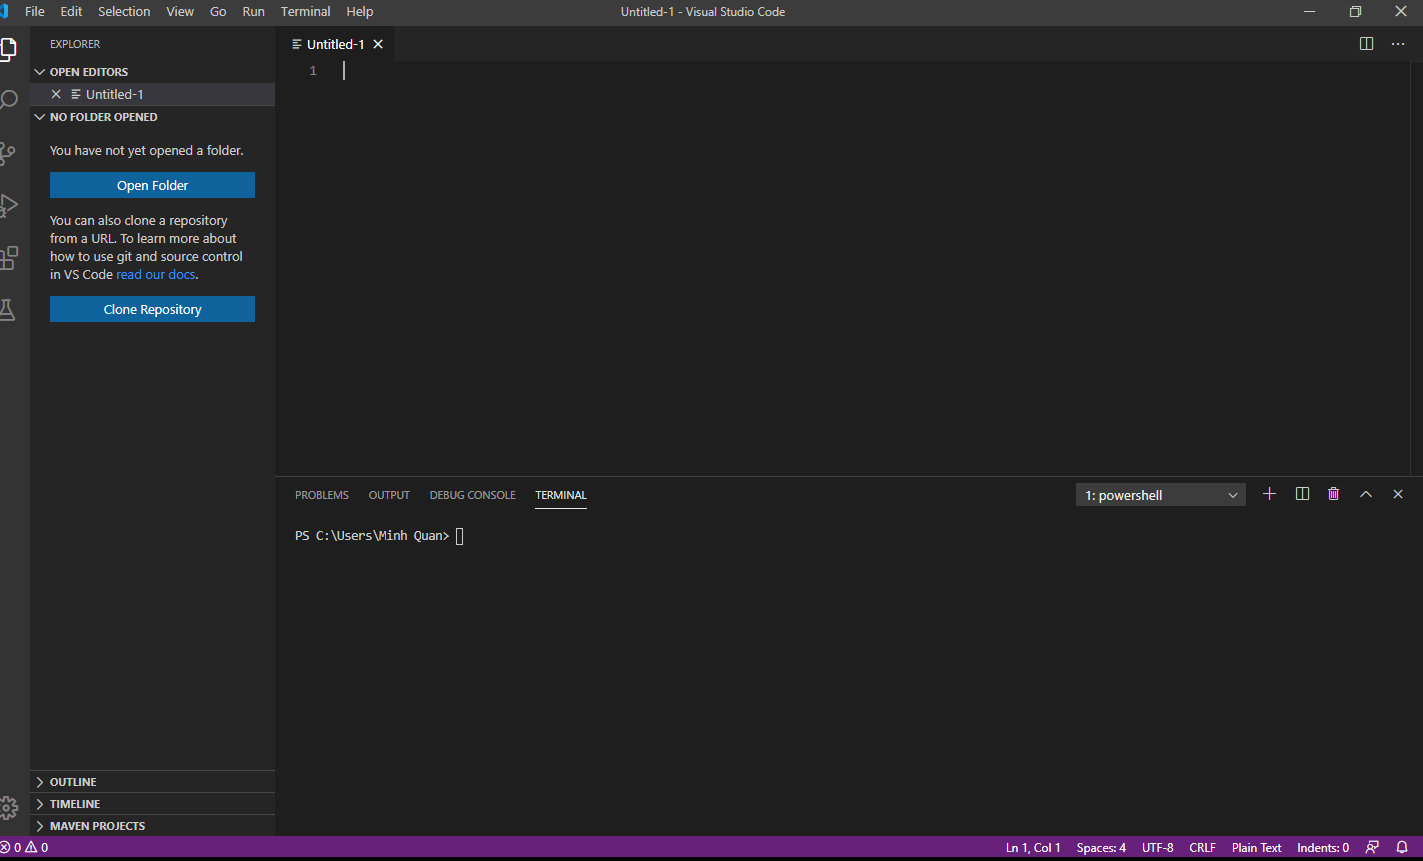 File Edit Selection View Go Run Terminal Help
Untitled-1 - Visual Studio Code
EXPLORER
OPEN EDITORS
Untitled-1
NO FOLDER OPENED
You have not yet opened a folder.
Open Folder
You can also clone a repository
from a URL. To learn more about
how to use git and source control
in VS Code read our docs.
Clone Repository
OUTLINE
TIMELINE
MAVEN PROJECTS
Untitled-1
1
PROBLEMS OUTPUT DEBUG CONSOLE TERMINAL
1: powershell
PS C:\Users\Minh Quan>
0 0
Ln 1, Col 1 Spaces: 4 UTF-8 CRLF Plain Text Indents: 0